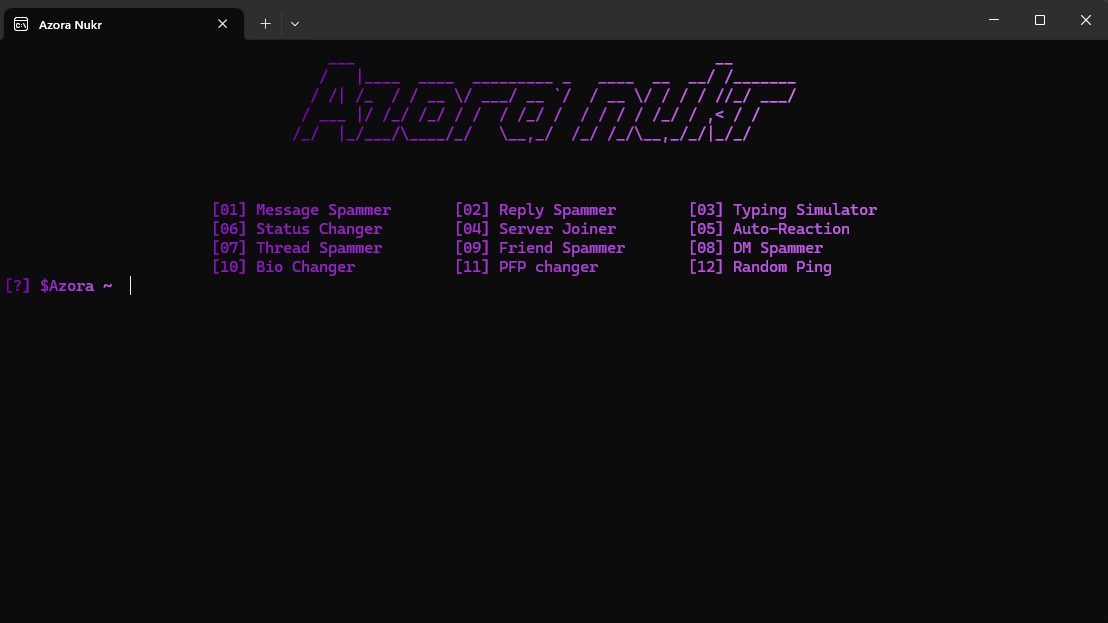 Azora Nukr
Azora nukr
[01] Message Spammer [02] Reply Spammer [03] Typing Simulator
[06] Status Changer [04] Server Joiner [05] Auto-Reaction
[07] Thread Spammer [09] Friend Spammer [08] DM Spammer
[10] Bio Changer [11] PFP changer [12] Random Ping
[?] $Azora ~